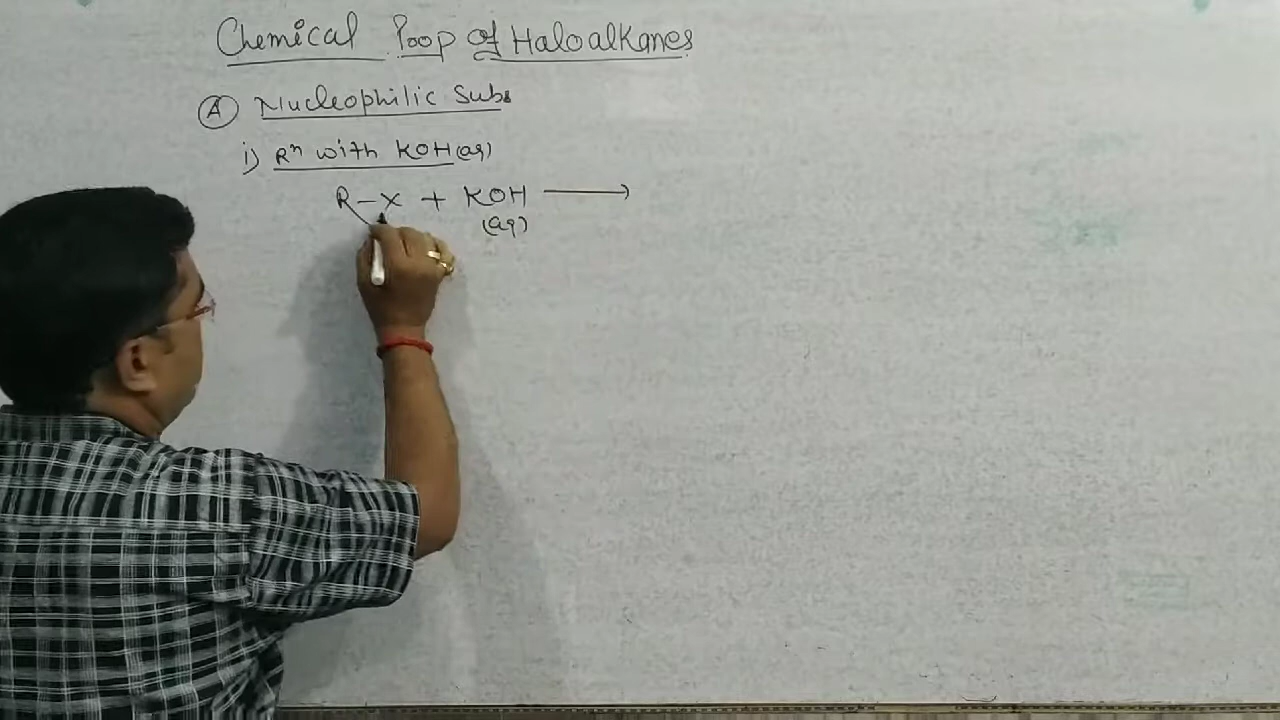 Chemical Prop of Haloalkanes
(A) Nucleophilic Subs
i) Rⁿ with KOH(aq)
R-X + KOH ⟶
(aq)